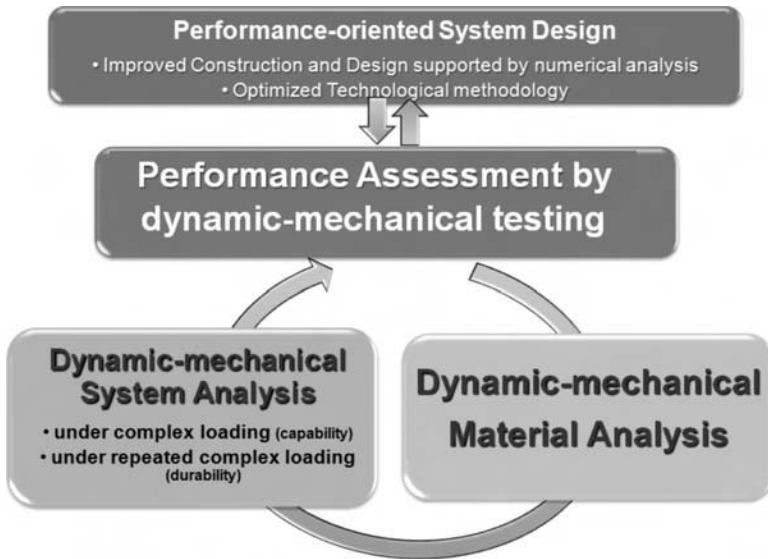 Performance-oriented System Design
• Improved Construction and Design supported by numerical analysis
• Optimized Technological methodology
Performance Assessment by
dynamic-mechanical testing
Dynamic-mechanical
System Analysis
• under complex loading (capability)
• under repeated complex loading
(durability)
Dynamic-mechanical
Material Analysis